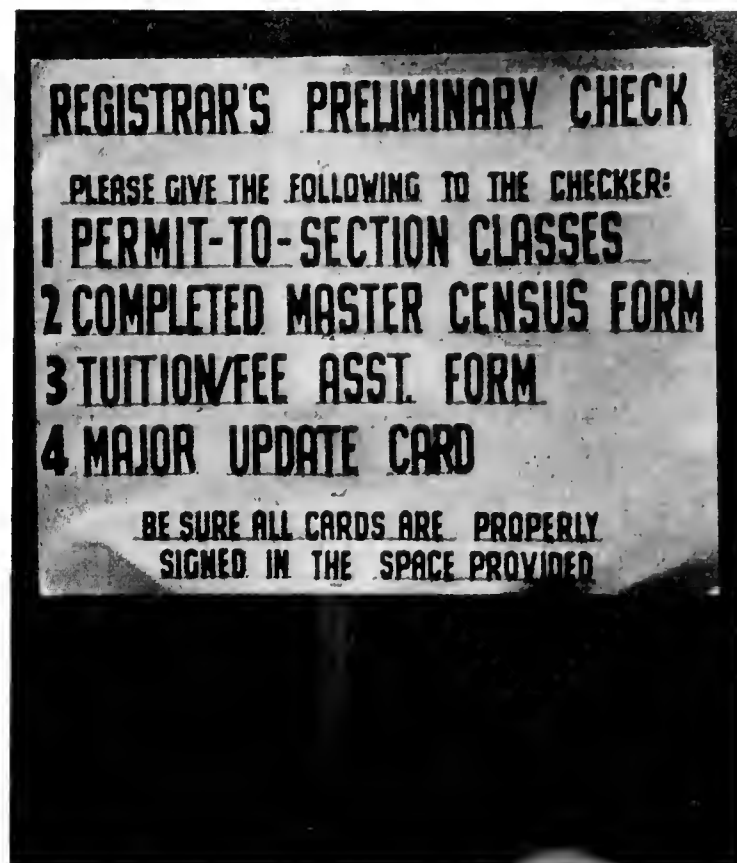 REGISTRAR'S PRELIMINARY CHECK
PLEASE GIVE THE FOLLOWING TO THE CHECKER:
1 PERMIT-TO-SECTION CLASSES
2 COMPLETED MASTER CENSUS FORM
3 TUITION/FEE ASST. FORM
4 MAJOR UPDATE CARD
BE SURE ALL CARDS ARE PROPERLY
SIGNED IN THE SPACE PROVIDED